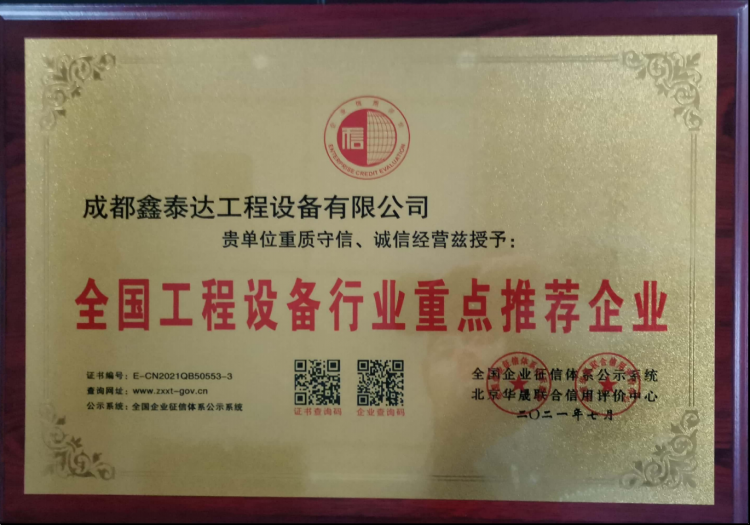 信
ENTERPRISE CREDIT EVALUATION
成都鑫泰达工程设备有限公司
贵单位重质守信、诚信经营兹授予：
全国工程设备行业重点推荐企业
证书编号：E-CN2021QB50553-3
查询网址：www.zxxt-gov.cn
公示系统：全国企业征信体系公示系统
证书查询码
企业查询码
全国企业征信体系公示系统
北京华晟联合信用评价中心
二〇二一年七月